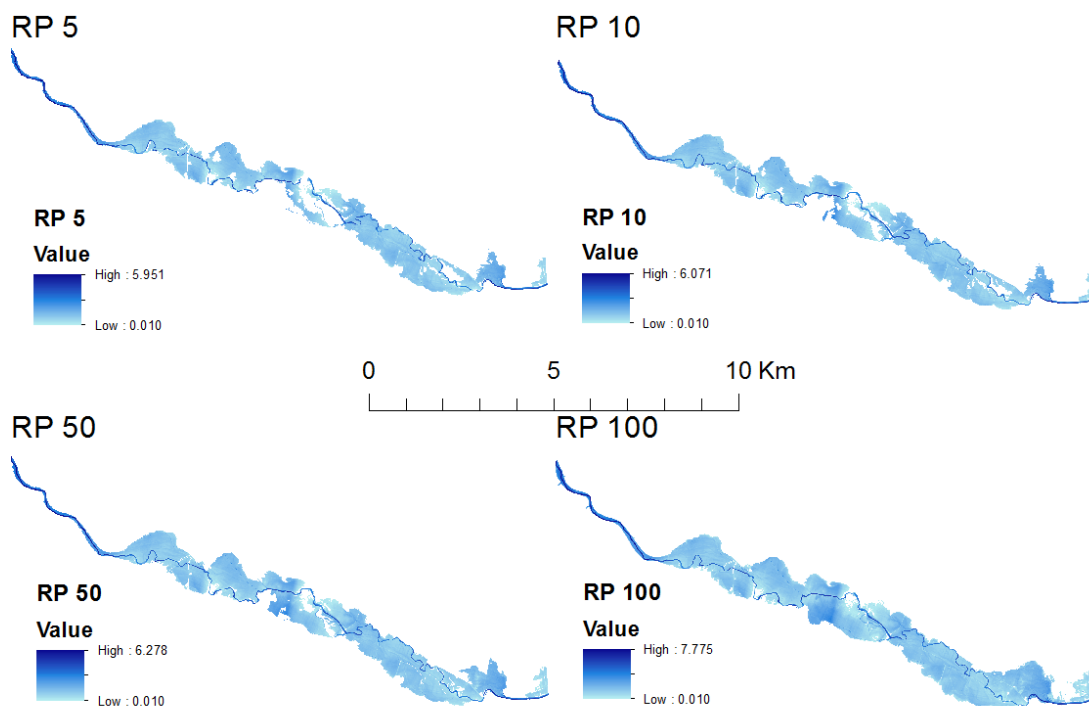 RP 5
RP 5
Value
High : 5.951
Low : 0.010
RP 10
RP 10
Value
High : 6.071
Low : 0.010
0 5 10 Km
RP 50
RP 50
Value
High : 6.278
Low : 0.010
RP 100
RP 100
Value
High : 7.775
Low : 0.010